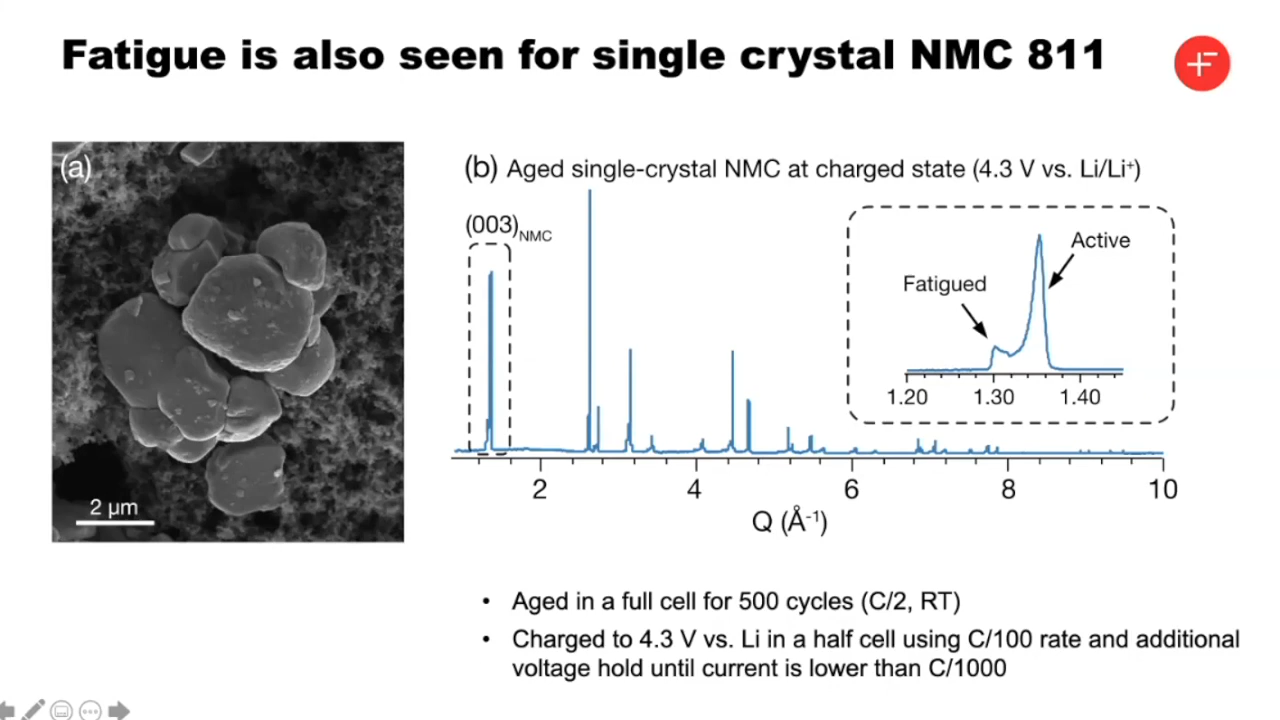 Fatigue is also seen for single crystal NMC 811
(a)
2 μm
(b) Aged single-crystal NMC at charged state (4.3 V vs. Li/Li⁺)
(003)NMC
Fatigued
Active
1.20 1.30 1.40
2 4 6 8 10
Q (Å⁻¹)
• Aged in a full cell for 500 cycles (C/2, RT)
• Charged to 4.3 V vs. Li in a half cell using C/100 rate and additional
voltage hold until current is lower than C/1000